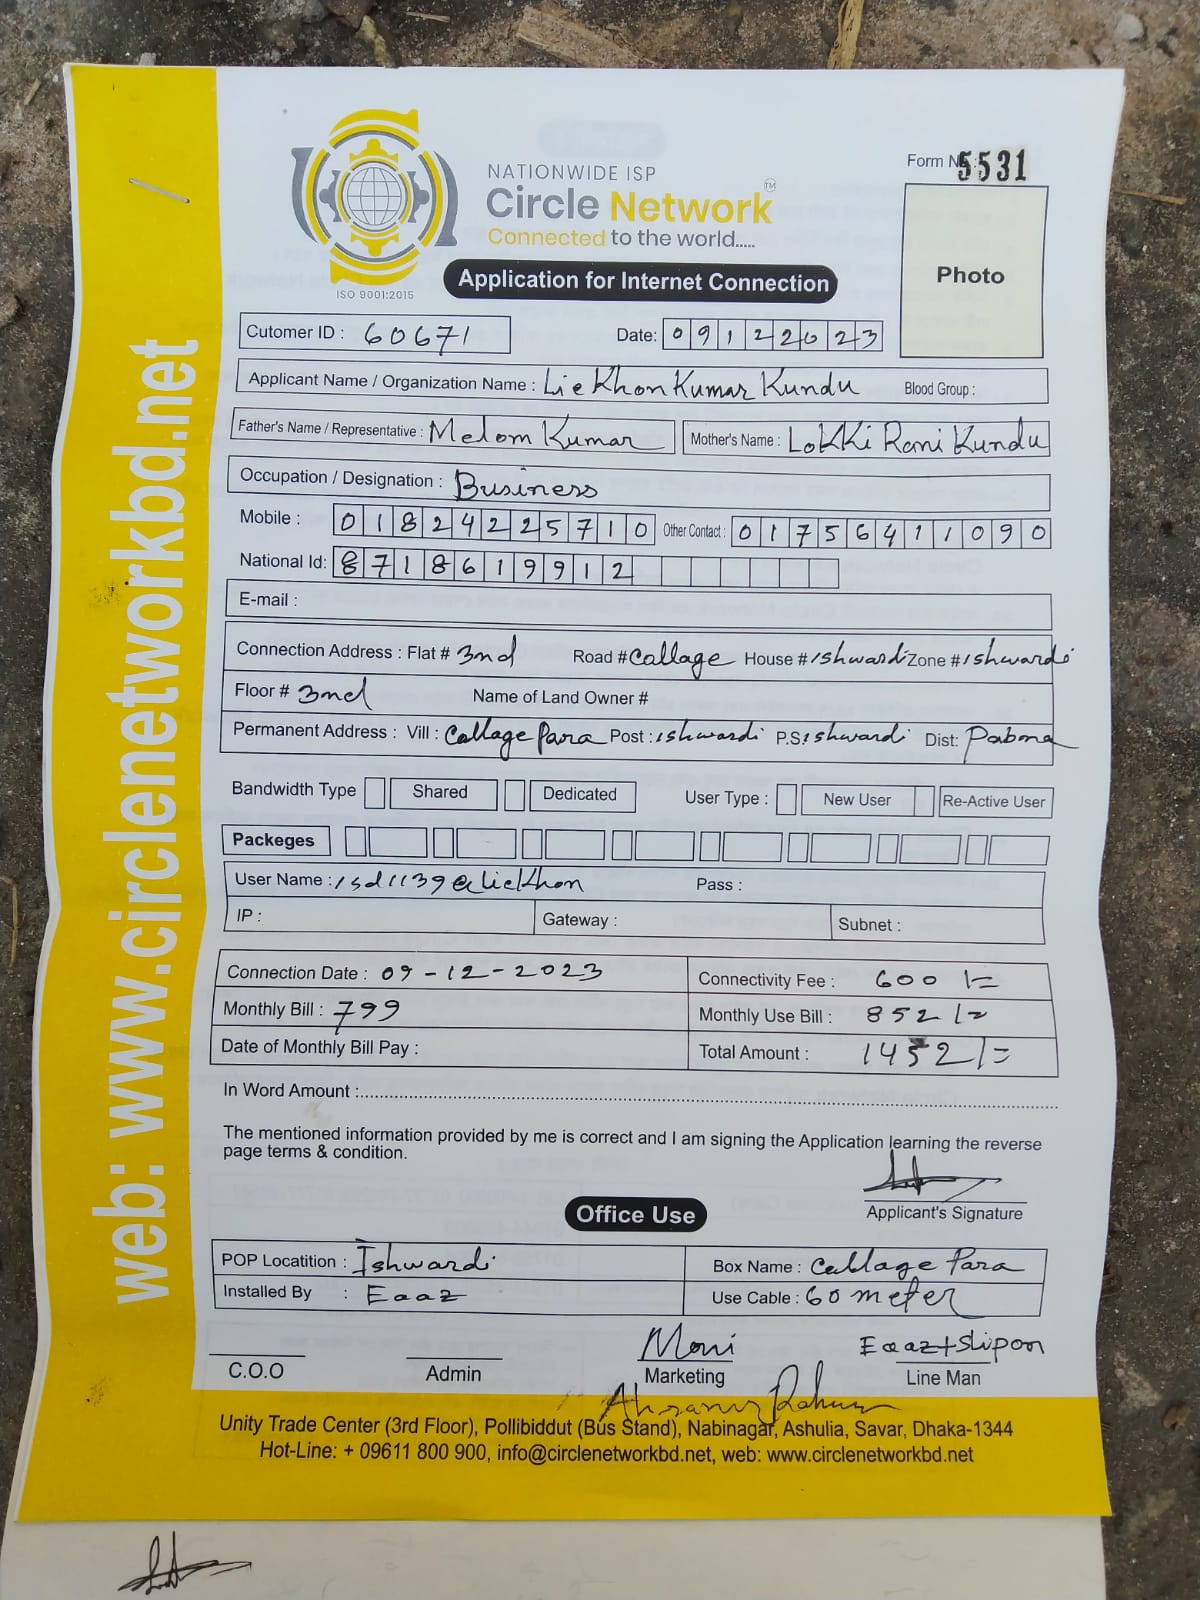 web: www.circlenetworkbd.net
NATIONWIDE ISP
Circle Network TM
Connected to the world.....
ISO 9001:2015
Form No: 5531
Photo
Application for Internet Connection
Cutomer ID : 60671 Date: 09122023
Applicant Name / Organization Name : Lie Khon Kumar Kundu Blood Group :
Father's Name / Representative : Melom Kumar Mother's Name : LoKKi Rani Kundu
Occupation / Designation : Business
Mobile : 01824225710 Other Contact : 01756411090
National Id: 8718619912
E-mail :
Connection Address : Flat # 3nd Road # Collage House # ishwardi Zone # ishwardi
Floor # 3nd Name of Land Owner #
Permanent Address : Vill : Collage Para Post : ishwardi P.S: ishwardi Dist: Pabna
Bandwidth Type Shared Dedicated User Type : New User Re-Active User
Packeges
User Name : isd1139@lieKhon Pass :
IP : Gateway : Subnet :
Connection Date : 09-12-2023 Connectivity Fee : 600/=
Monthly Bill : 799 Monthly Use Bill : 852/=
Date of Monthly Bill Pay : Total Amount : 1452/=
In Word Amount :
The mentioned information provided by me is correct and I am signing the Application learning the reverse
page terms & condition.
Applicant's Signature
Office Use
POP Locatition : Ishwardi Box Name : Collage Para
Installed By : Eaaz Use Cable : 60 meter
Moni Eaaz+Slipon
C.O.O Admin Marketing Line Man
Unity Trade Center (3rd Floor), Pollibiddut (Bus Stand), Nabinagar, Ashulia, Savar, Dhaka-1344
Hot-Line: + 09611 800 900, info@circlenetworkbd.net, web: www.circlenetworkbd.net